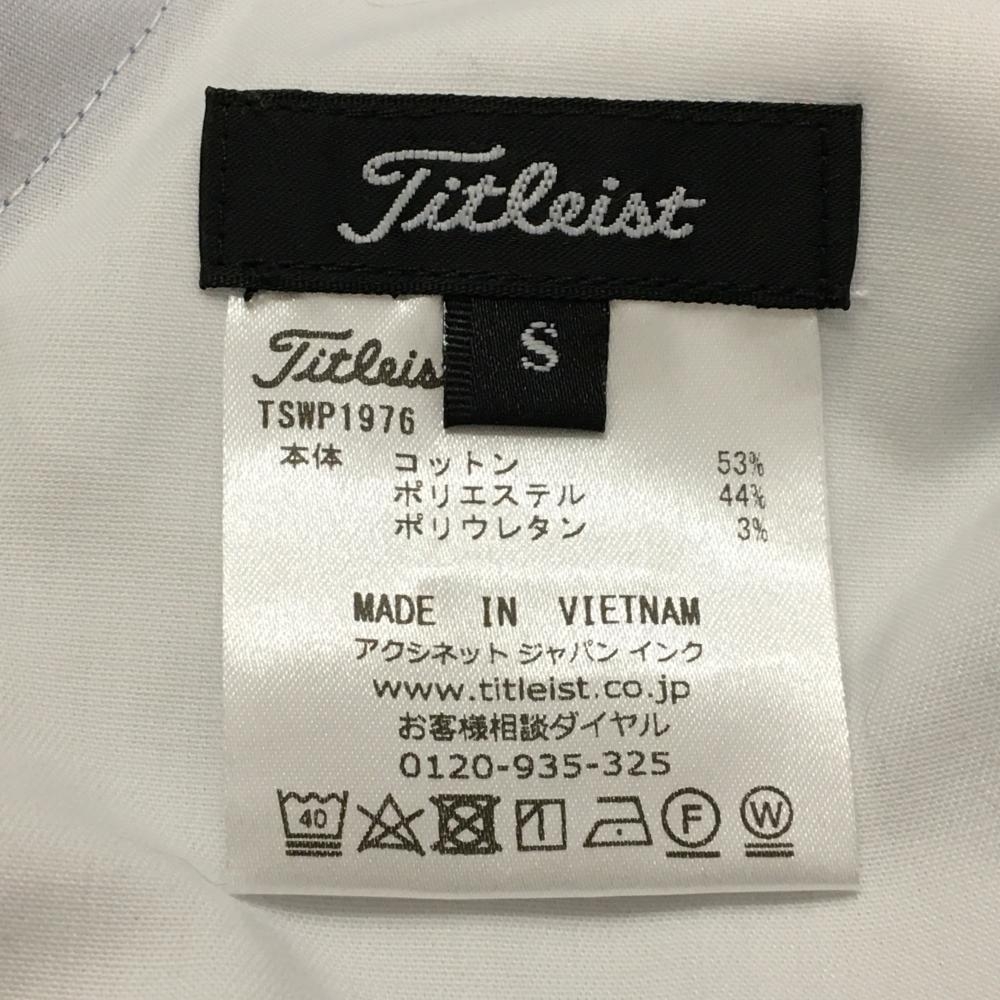 Titleist
S
Titleis
TSWP1976
本体 コットン 53%
ポリエステル 44%
ポリウレタン 3%
MADE IN VIETNAM
アクシネット ジャパン インク
www.titleist.co.jp
お客様相談ダイヤル
0120-935-325
40 F W